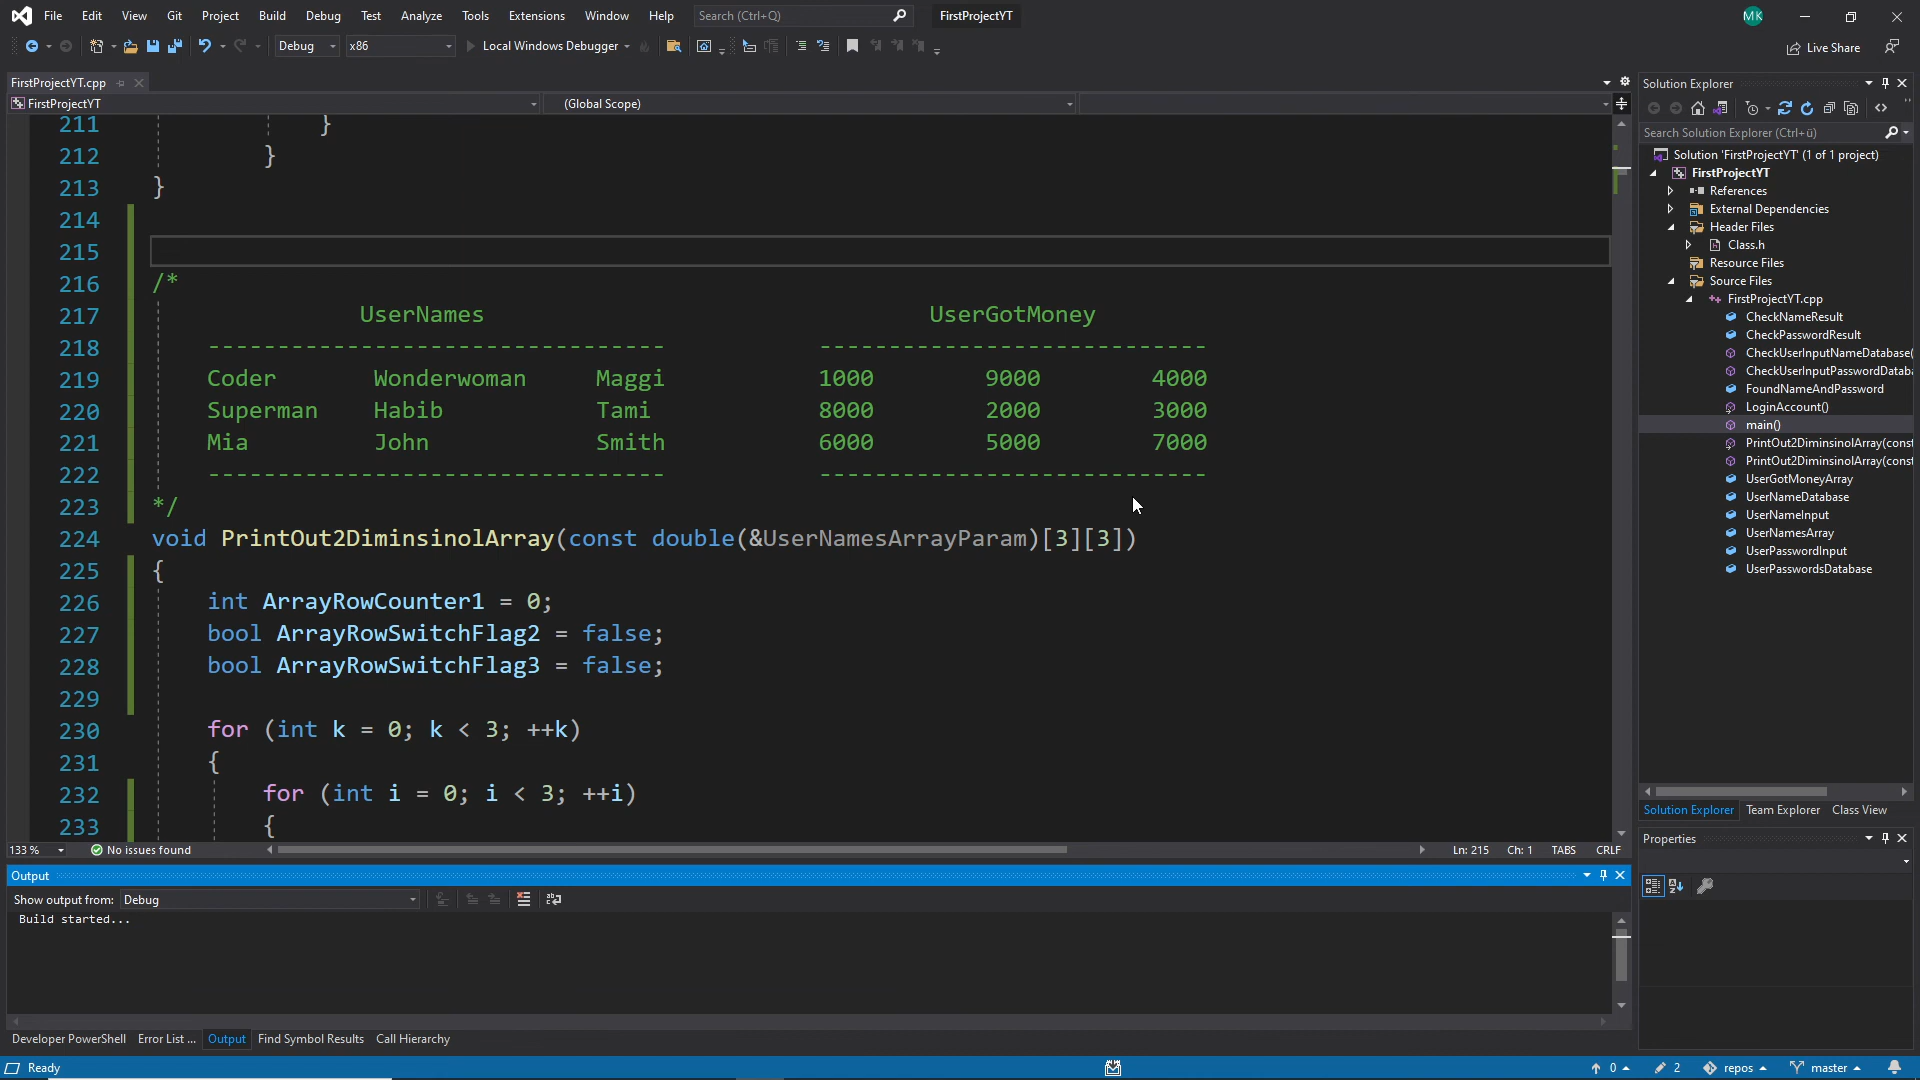 File Edit View Git Project Build Debug Test Analyze Tools Extensions Window Help Search (Ctrl+Q) FirstProjectYT MK
Debug x86 Local Windows Debugger Live Share
FirstProjectYT.cpp
FirstProjectYT (Global Scope)
211 }
212 }
213 }
214
215
216 /*
217 UserNames UserGotMoney
218 --------------------------------- ----------------------------
219 Coder Wonderwoman Maggi 1000 9000 4000
220 Superman Habib Tami 8000 2000 3000
221 Mia John Smith 6000 5000 7000
222 --------------------------------- ----------------------------
223 */
224 void PrintOut2DiminsinolArray(const double(&UserNamesArrayParam)[3][3])
225 {
226 int ArrayRowCounter1 = 0;
227 bool ArrayRowSwitchFlag2 = false;
228 bool ArrayRowSwitchFlag3 = false;
229
230 for (int k = 0; k < 3; ++k)
231 {
232 for (int i = 0; i < 3; ++i)
233 {
133 % No issues found Ln: 215 Ch: 1 TABS CRLF
Output
Show output from: Debug
Build started...
Developer PowerShell Error List ... Output Find Symbol Results Call Hierarchy
Ready 0 2 repos master
Solution Explorer
Search Solution Explorer (Ctrl+ü)
Solution 'FirstProjectYT' (1 of 1 project)
FirstProjectYT
References
External Dependencies
Header Files
Class.h
Resource Files
Source Files
FirstProjectYT.cpp
CheckNameResult
CheckPasswordResult
CheckUserInputNameDatabase(
CheckUserInputPasswordDataba
FoundNameAndPassword
LoginAccount()
main()
PrintOut2DiminsinolArray(const
PrintOut2DiminsinolArray(const
UserGotMoneyArray
UserNameDatabase
UserNameInput
UserNamesArray
UserPasswordInput
UserPasswordsDatabase
Solution Explorer Team Explorer Class View
Properties